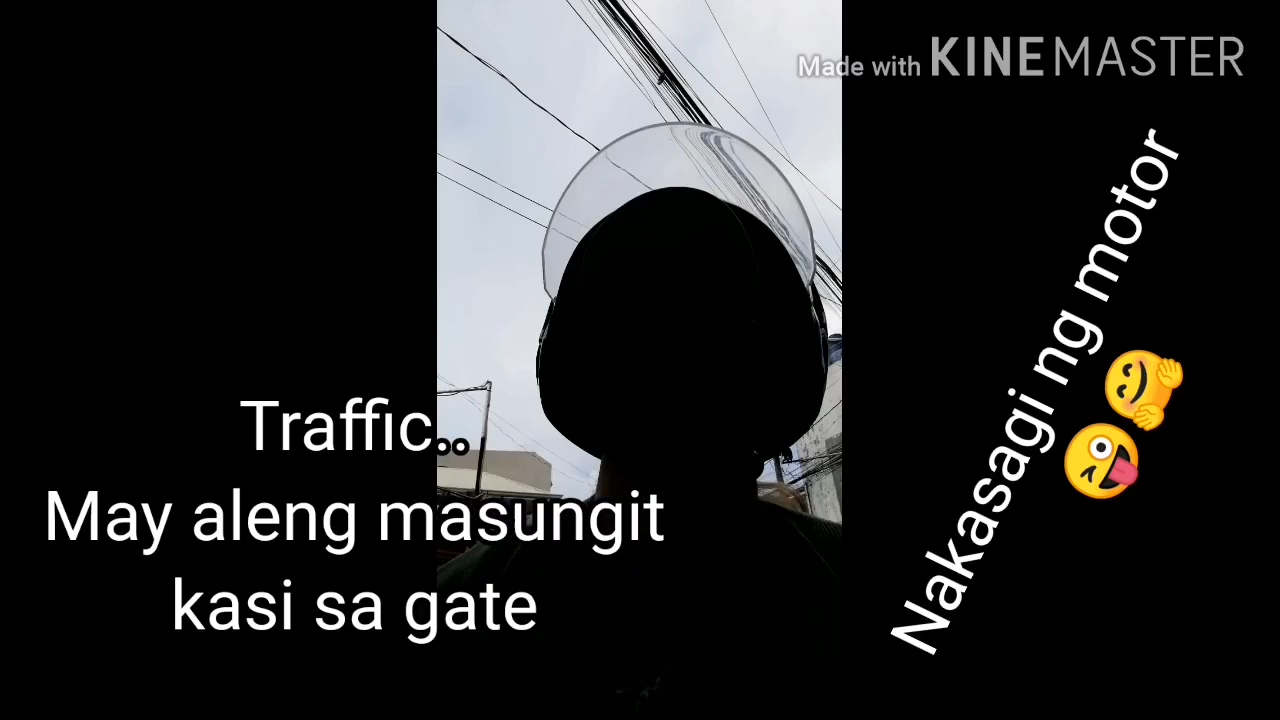 Made with KINEMASTER
Traffic..
May aleng masungit
kasi sa gate
Nakasagi ng motor